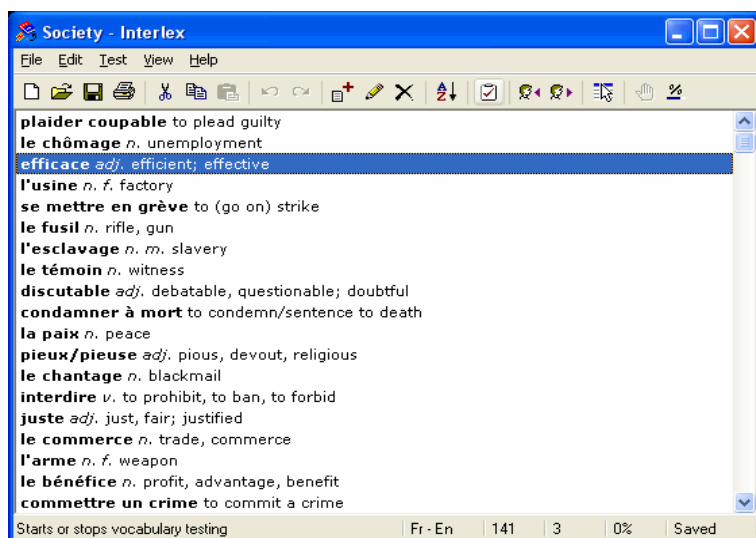 Society - Interlex
File Edit Test View Help
plaider coupable to plead guilty
le chômage n. unemployment
efficace adj. efficient; effective
l'usine n. f. factory
se mettre en grève to (go on) strike
le fusil n. rifle, gun
l'esclavage n. m. slavery
le témoin n. witness
discutable adj. debatable, questionable; doubtful
condamner à mort to condemn/sentence to death
la paix n. peace
pieux/pieuse adj. pious, devout, religious
le chantage n. blackmail
interdire v. to prohibit, to ban, to forbid
juste adj. just, fair; justified
le commerce n. trade, commerce
l'arme n. f. weapon
le bénéfice n. profit, advantage, benefit
commettre un crime to commit a crime
Starts or stops vocabulary testing Fr - En 141 3 0% Saved